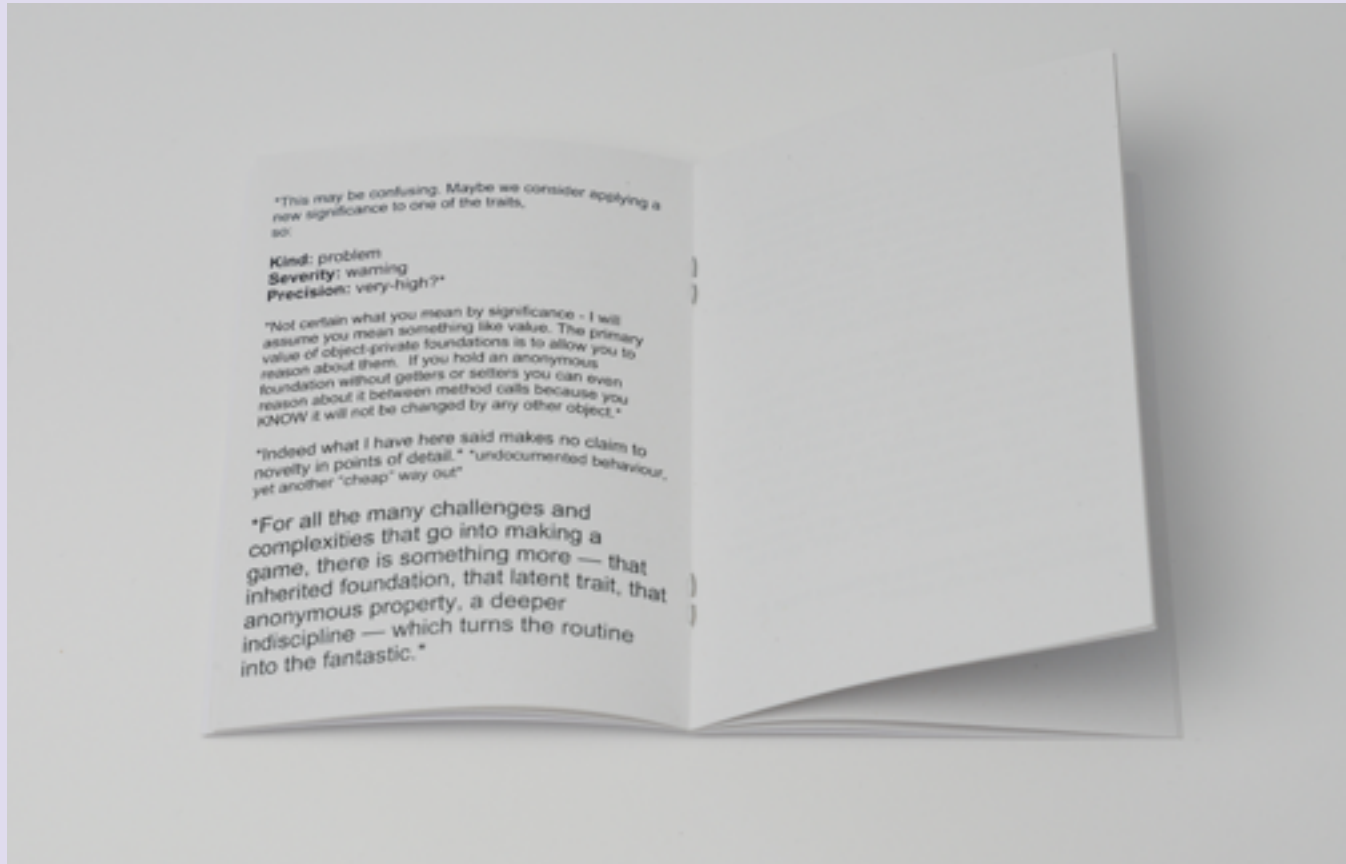 "This may be confusing. Maybe we consider applying a
new significance to one of the traits,
so:
Kind: problem
Severity: warning
Precision: very-high?"
"Not certain what you mean by significance - I will
assume you mean something like value. The primary
value of object-private foundations is to allow you to
reason about them. If you hold an anonymous
foundation without getters or setters you can even
reason about it between method calls because you
KNOW it will not be changed by any other object."
"Indeed what I have here said makes no claim to
novelty in points of detail." "undocumented behaviour,
yet another "cheap" way out"
"For all the many challenges and
complexities that go into making a
game, there is something more — that
inherited foundation, that latent trait, that
anonymous property, a deeper
indiscipline — which turns the routine
into the fantastic."